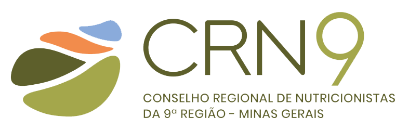 CRN9
CONSELHO REGIONAL DE NUTRICIONISTAS
DA 9º REGIÃO - MINAS GERAIS